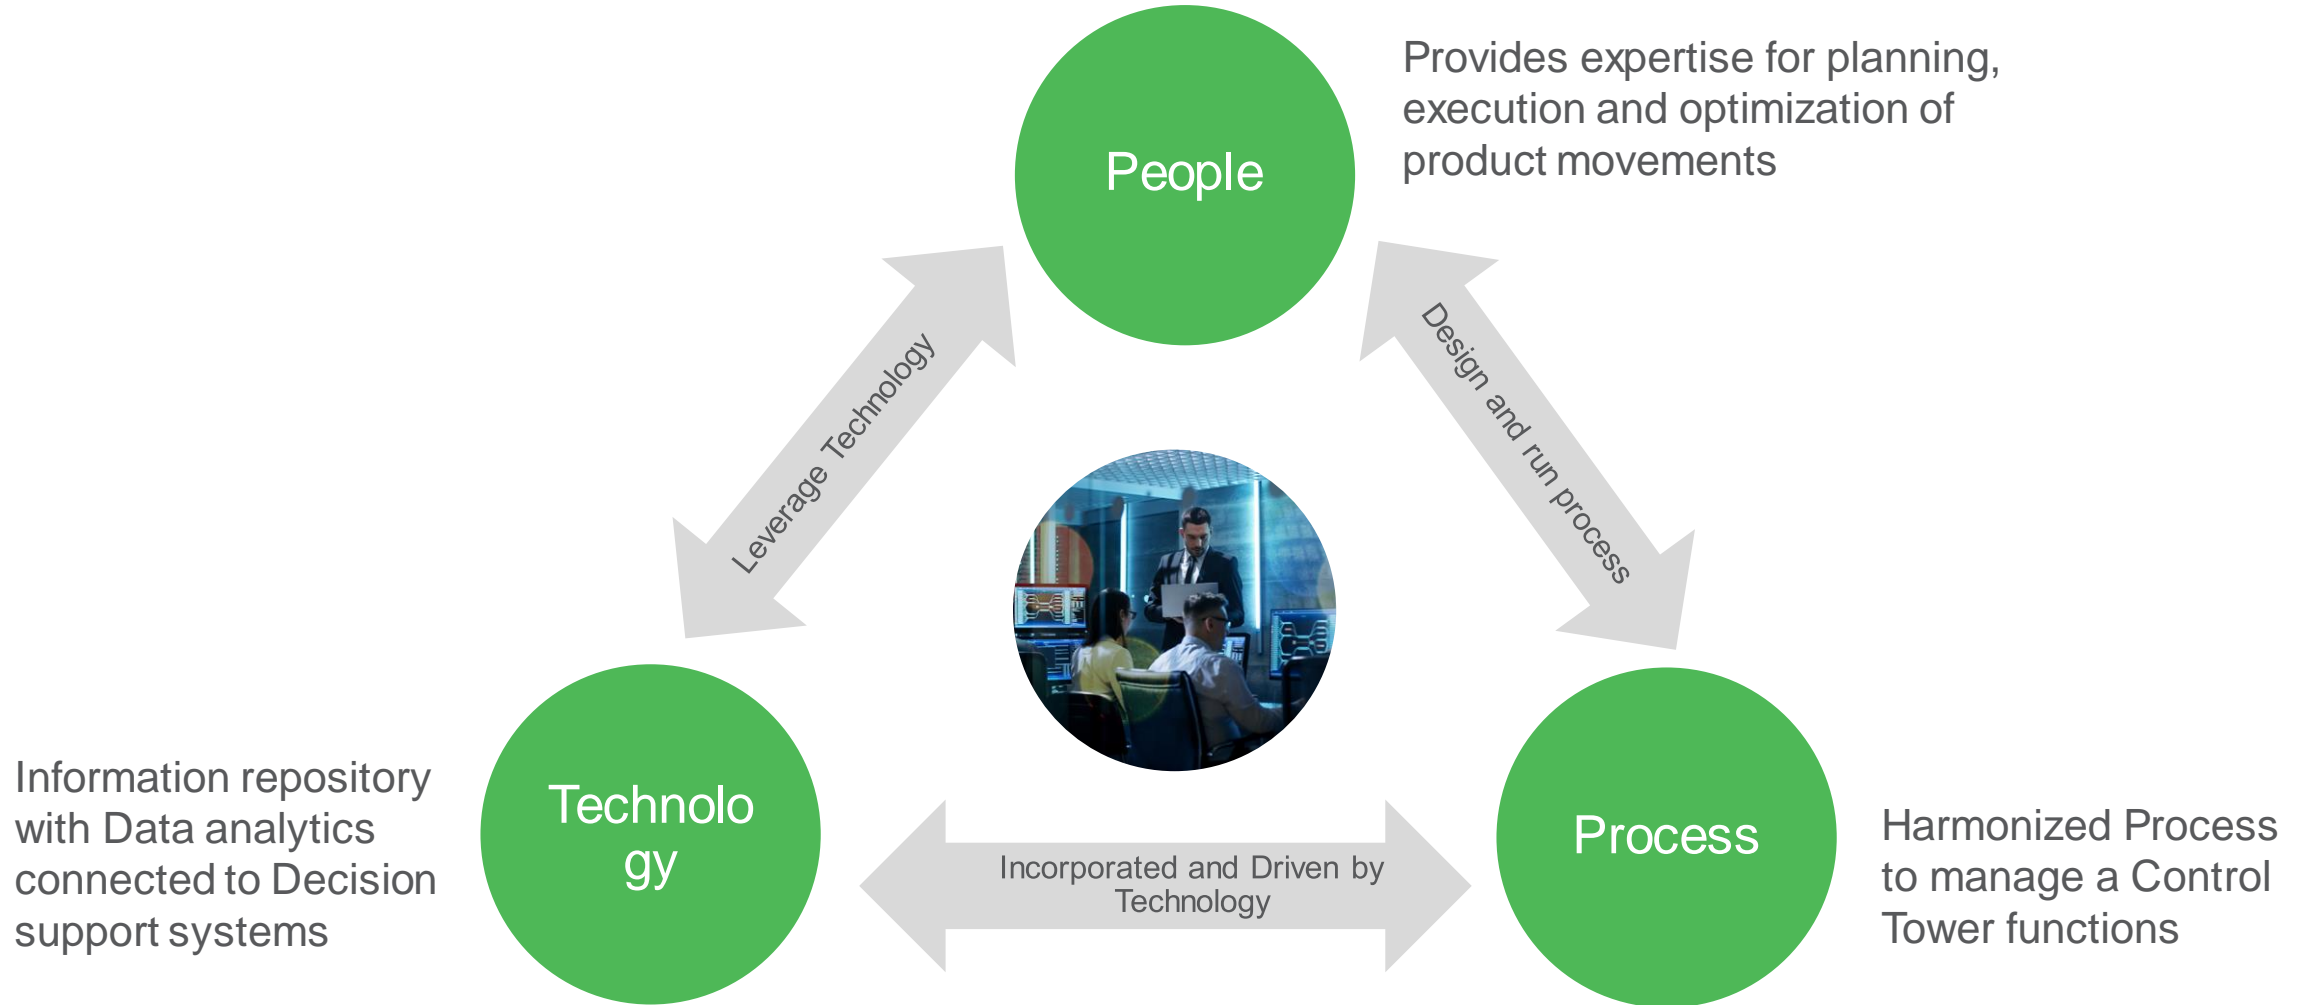 People
Provides expertise for planning,
execution and optimization of
product movements
Leverage Technology
Design and run process
Technolo
gy
Information repository
with Data analytics
connected to Decision
support systems
Incorporated and Driven by
Technology
Process
Harmonized Process
to manage a Control
Tower functions